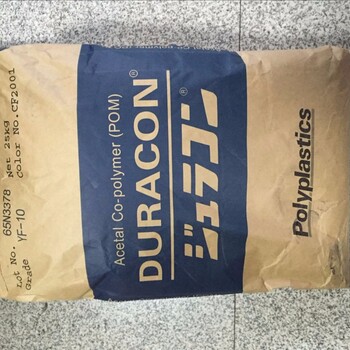 Acetal Co-polymer (POM)
DURACON®
ジュラコン®
Polyplastics
Lot No. 65N3378 Net 25kg
Grade YF-10 Color No.CF2001